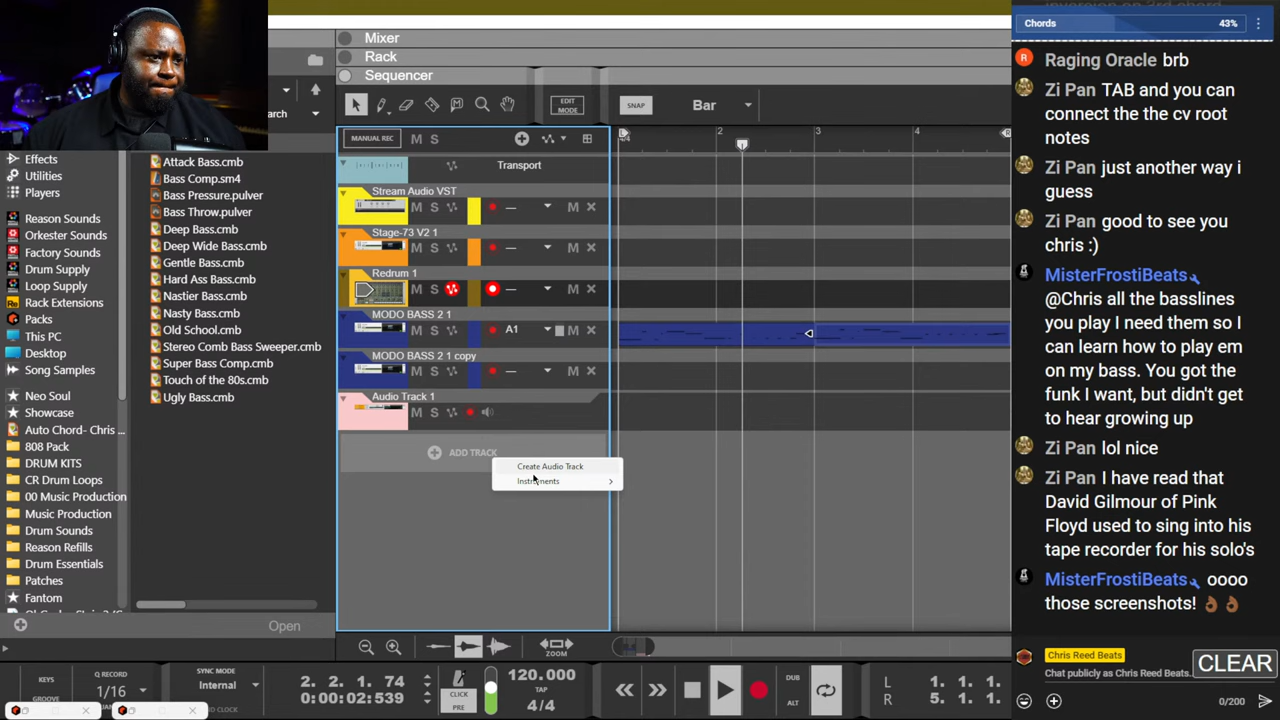 inversion on 3rd chord
Mixer
Rack
Sequencer
Chords
43%
Raging Oracle brb
Zi Pan TAB and you can
connect the the cv root
notes
Zi Pan just another way i
guess
Zi Pan good to see you
chris :)
MisterFrostiBeats
@Chris all the basslines
you play I need them so I
can learn how to play em
on my bass. You got the
funk I want, but didn't get
to hear growing up
Zi Pan lol nice
Zi Pan I have read that
David Gilmour of Pink
Floyd used to sing into his
tape recorder for his solo's
MisterFrostiBeats oooo
those screenshots!
Chris Reed Beats
Chat publicly as Chris Reed Beats...
CLEAR
0/200
EDIT
MODE
SNAP
Bar
MANUAL REC
M S
2
3
4
L
R
earch
Effects
Utilities
Players
Reason Sounds
Orkester Sounds
Factory Sounds
Drum Supply
Loop Supply
Rack Extensions
Packs
This PC
Desktop
Song Samples
Neo Soul
Showcase
Auto Chord- Chris ...
808 Pack
DRUM KITS
CR Drum Loops
00 Music Production
Music Production
Drum Sounds
Reason Refills
Drum Essentials
Patches
Fantom
Attack Bass.cmb
Bass Comp.sm4
Bass Pressure.pulver
Bass Throw.pulver
Deep Bass.cmb
Deep Wide Bass.cmb
Gentle Bass.cmb
Hard Ass Bass.cmb
Nastier Bass.cmb
Nasty Bass.cmb
Old School.cmb
Stereo Comb Bass Sweeper.cmb
Super Bass Comp.cmb
Touch of the 80s.cmb
Ugly Bass.cmb
Open
Transport
Stream Audio VST
M S — M
Stage-73 V2 1
M S — M
Redrum 1
— M
MODO BASS 2 1
M S A1 M
MODO BASS 2 1 copy
M S — M
Audio Track 1
M S
ADD TRACK
Create Audio Track
Instruments
ZOOM
KEYS
GROOVE
Q RECORD
1/16
SYNC MODE
Internal
ND CLOCK
2. 2. 1. 74
0:00:02:539
CLICK
PRE
120.000
TAP
4/4
DUB
ALT
L 1. 1. 1.
R 5. 1. 1.